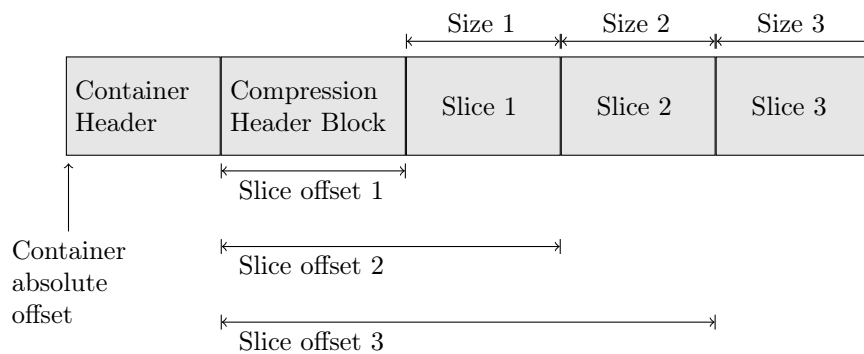 Size 1
Size 2
Size 3
Container
Header
Compression
Header Block
Slice 1
Slice 2
Slice 3
Slice offset 1
Container
absolute
offset
Slice offset 2
Slice offset 3